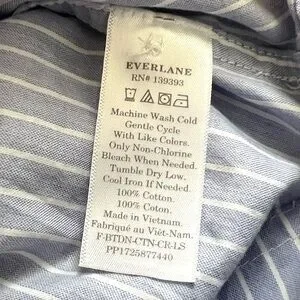 EVERLANE
RN# 139393
Machine Wash Cold
Gentle Cycle
With Like Colors.
Only Non-Chlorine
Bleach When Needed.
Tumble Dry Low.
Cool Iron If Needed.
100% Cotton.
100% Coton.
Made in Vietnam.
Fabriqué au Viêt-Nam.
F-BTDN-CTN-CR-LS
PP1725877440